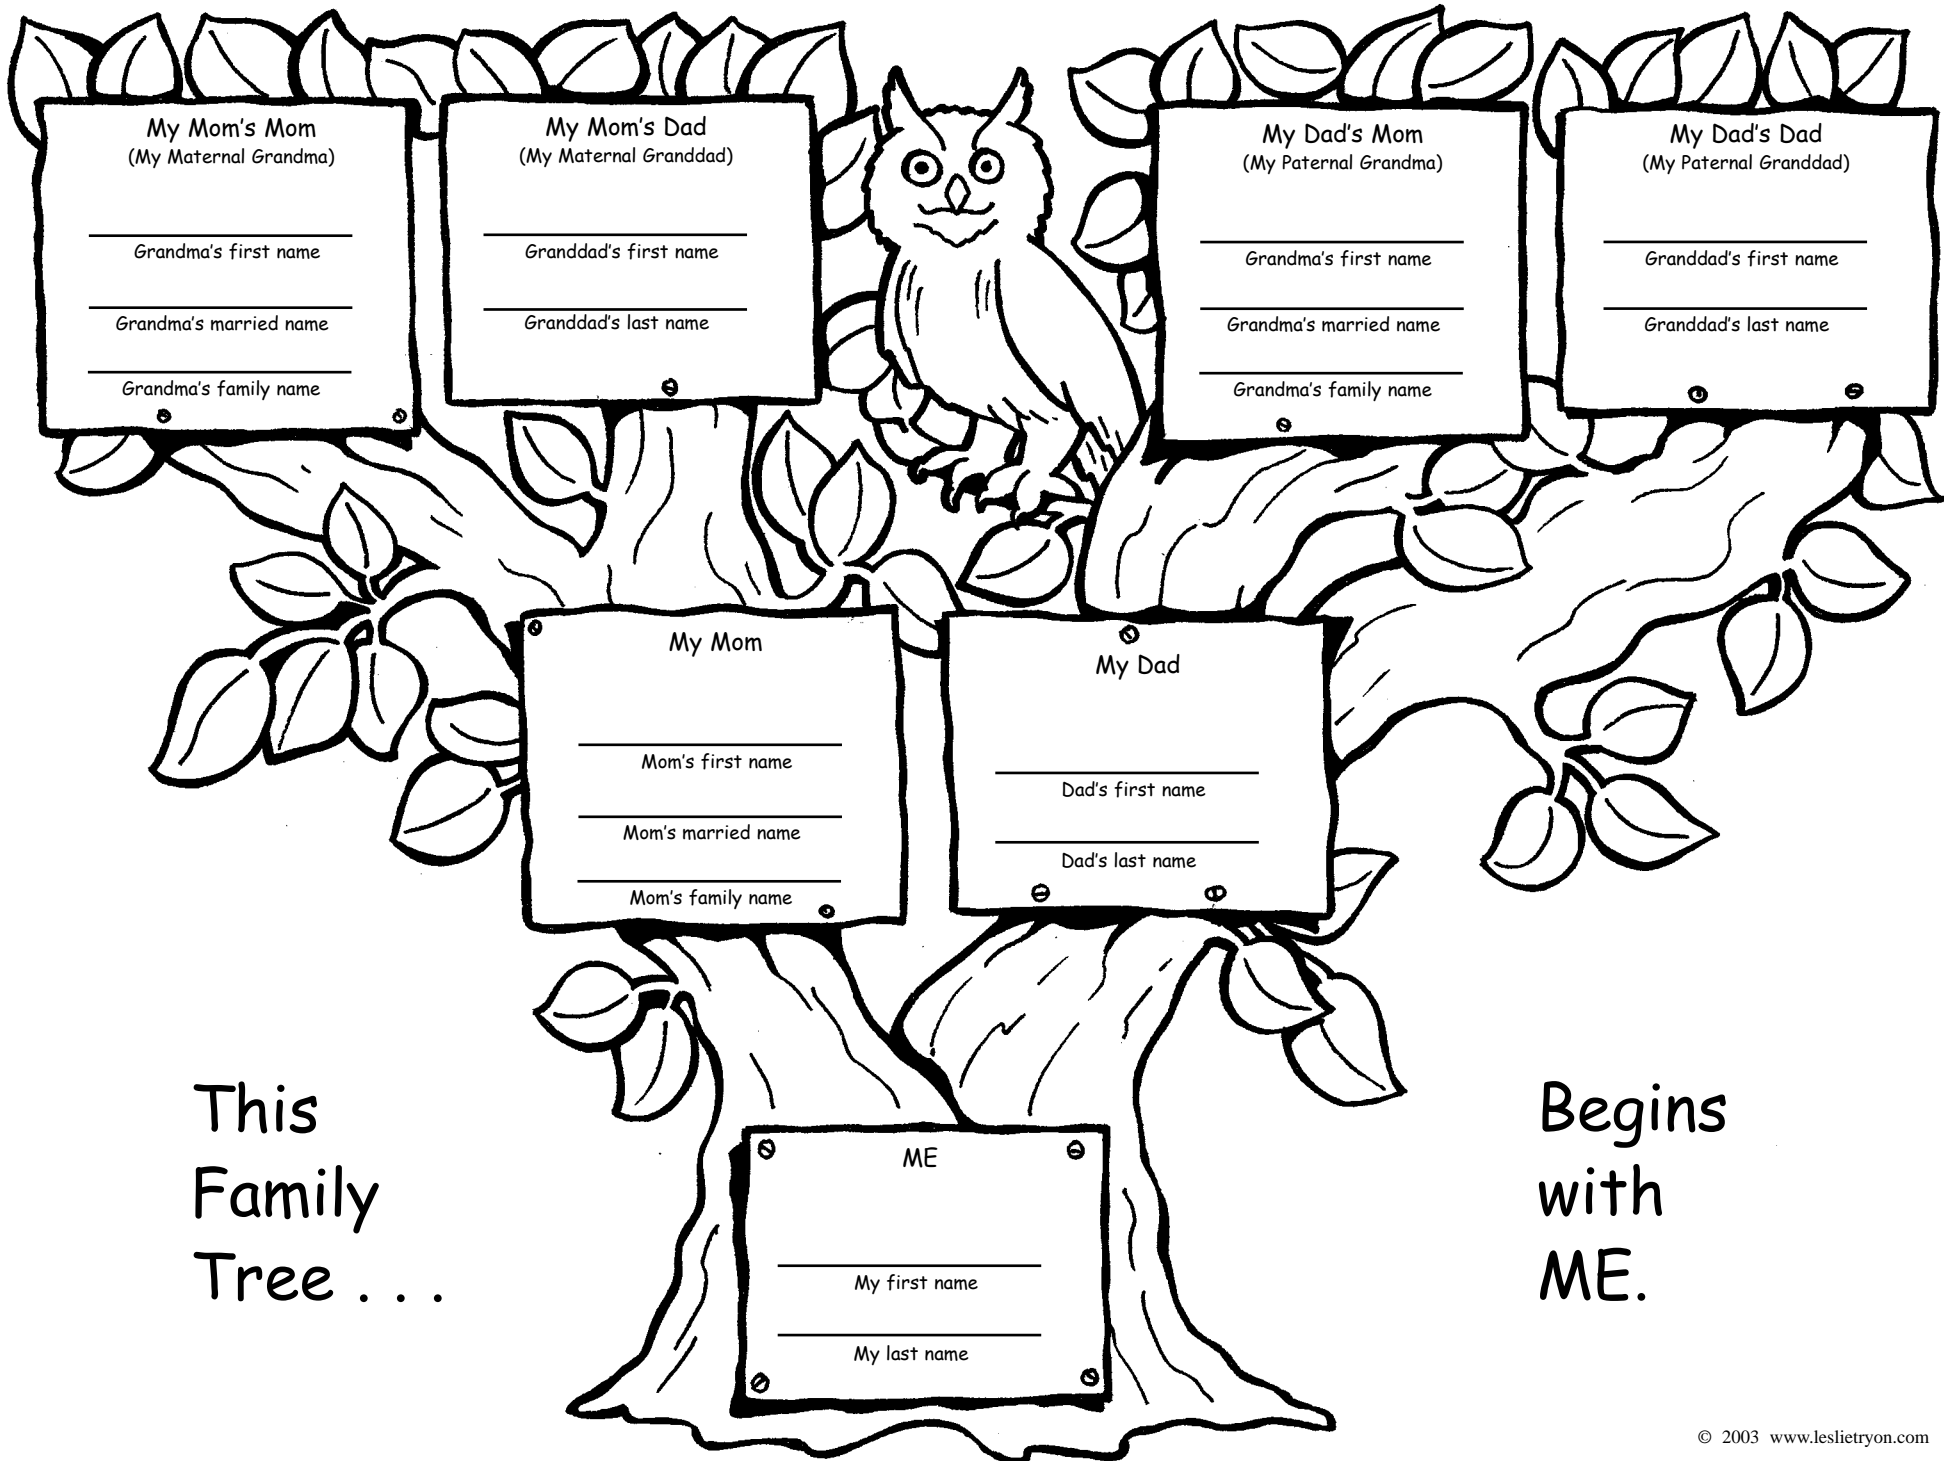 My Mom's Mom
(My Maternal Grandma)
Grandma's first name
Grandma's married name
Grandma's family name
My Mom's Dad
(My Maternal Granddad)
Granddad's first name
Granddad's last name
My Dad's Mom
(My Paternal Grandma)
Grandma's first name
Grandma's married name
Grandma's family name
My Dad's Dad
(My Paternal Granddad)
Granddad's first name
Granddad's last name
My Mom
Mom's first name
Mom's married name
Mom's family name
My Dad
Dad's first name
Dad's last name
This
Family
Tree . . .
ME
My first name
My last name
Begins
with
ME.
© 2003 www.leslietryon.com